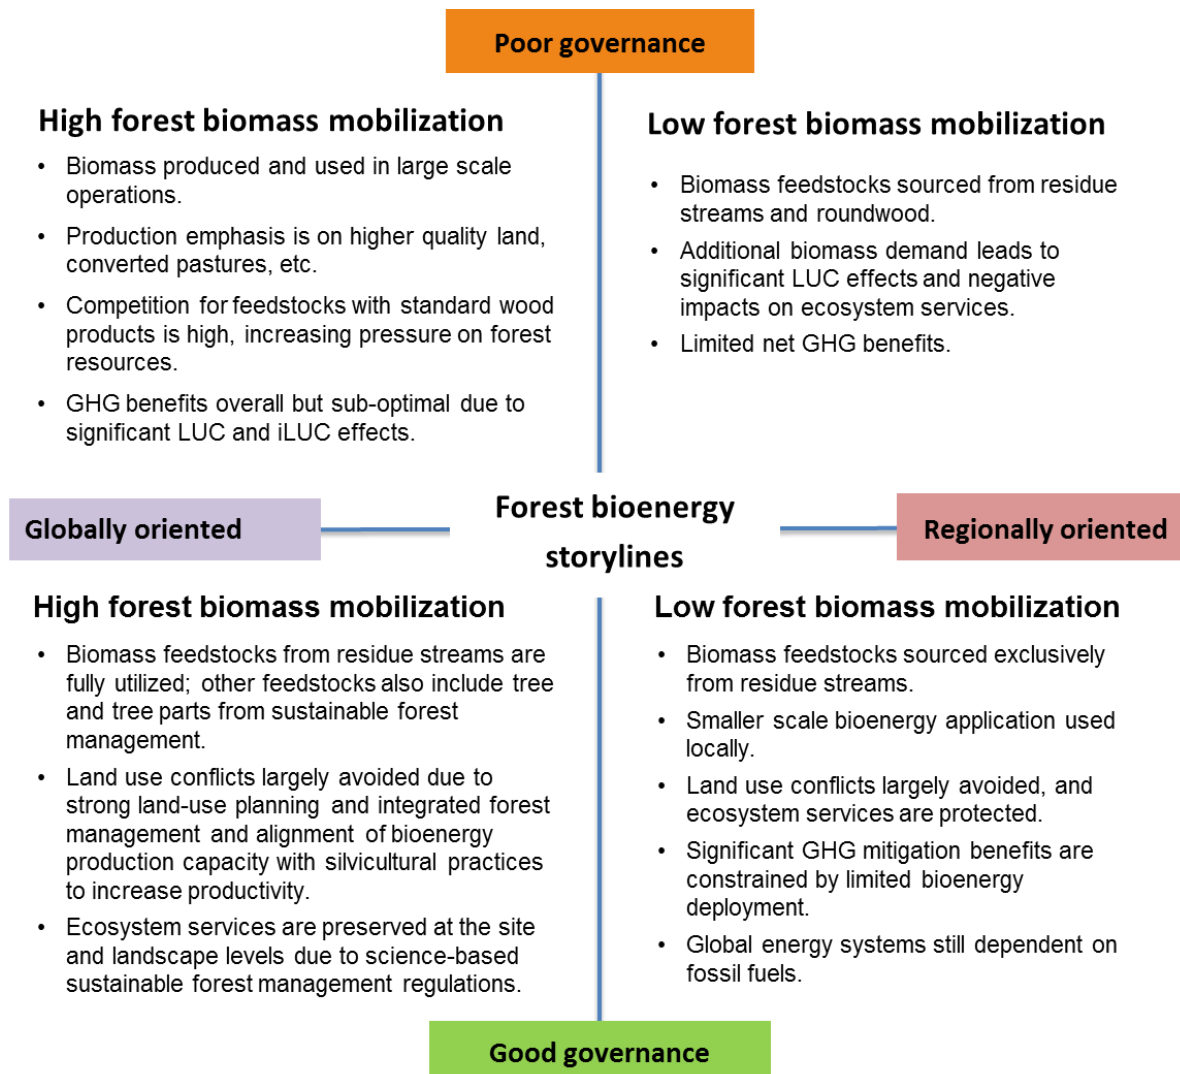 Poor governance
High forest biomass mobilization
• Biomass produced and used in large scale
operations.
• Production emphasis is on higher quality land,
converted pastures, etc.
• Competition for feedstocks with standard wood
products is high, increasing pressure on forest
resources.
• GHG benefits overall but sub-optimal due to
significant LUC and iLUC effects.
Low forest biomass mobilization
• Biomass feedstocks sourced from residue
streams and roundwood.
• Additional biomass demand leads to
significant LUC effects and negative
impacts on ecosystem services.
• Limited net GHG benefits.
Globally oriented
Forest bioenergy
storylines
Regionally oriented
High forest biomass mobilization
• Biomass feedstocks from residue streams are
fully utilized; other feedstocks also include tree
and tree parts from sustainable forest
management.
• Land use conflicts largely avoided due to
strong land-use planning and integrated forest
management and alignment of bioenergy
production capacity with silvicultural practices
to increase productivity.
• Ecosystem services are preserved at the site
and landscape levels due to science-based
sustainable forest management regulations.
Low forest biomass mobilization
• Biomass feedstocks sourced exclusively
from residue streams.
• Smaller scale bioenergy application used
locally.
• Land use conflicts largely avoided, and
ecosystem services are protected.
• Significant GHG mitigation benefits are
constrained by limited bioenergy
deployment.
• Global energy systems still dependent on
fossil fuels.
Good governance